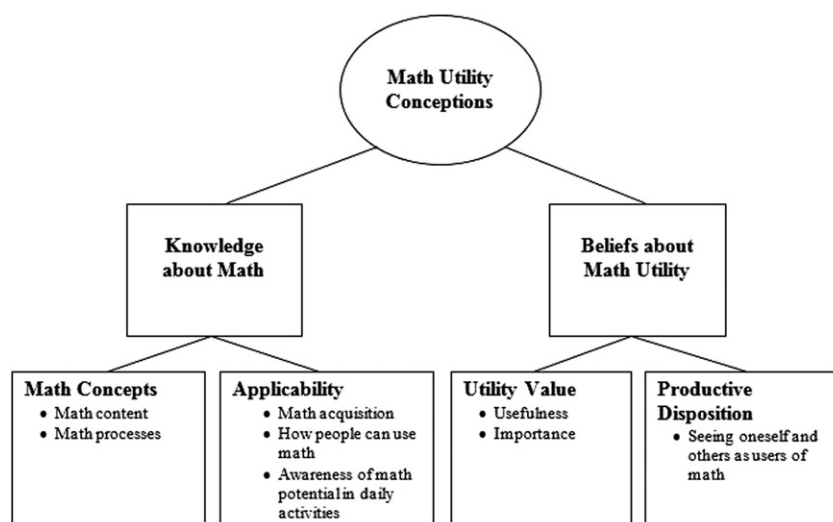 Math Utility
Conceptions
Knowledge
about Math
Beliefs about
Math Utility
Math Concepts
• Math content
• Math processes
Applicability
• Math acquisition
• How people can use
math
• Awareness of math
potential in daily
activities
Utility Value
• Usefulness
• Importance
Productive
Disposition
• Seeing oneself and
others as users of
math